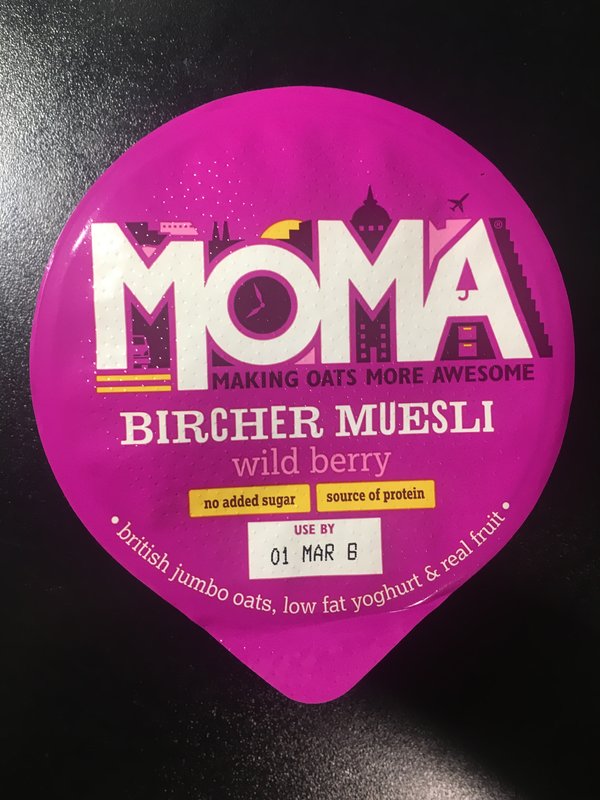 MOMA®
MAKING OATS MORE AWESOME
BIRCHER MUESLI
wild berry
no added sugar
source of protein
USE BY
01 MAR 6
• british jumbo oats, low fat yoghurt & real fruit •